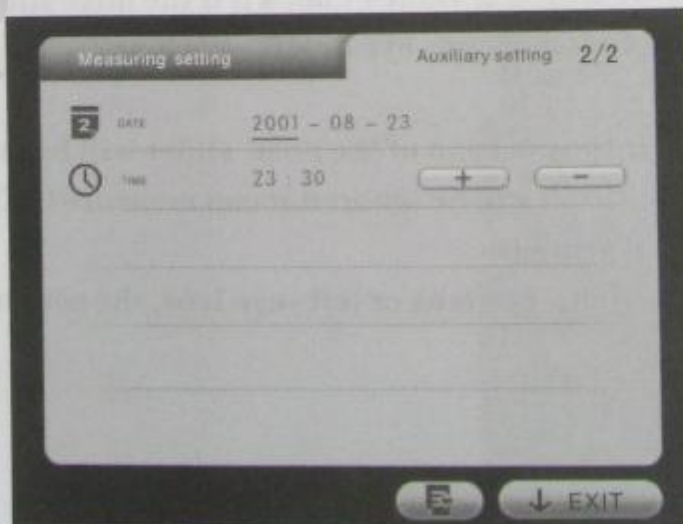 Measuring setting
Auxiliary setting 2/2
2 DATE 2001 - 08 - 23
TIME 23 : 30
+ -
EXIT